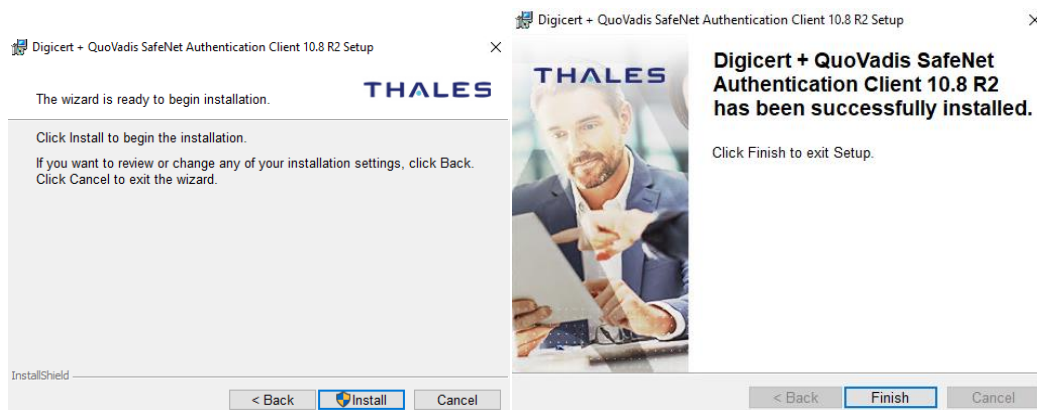 Digicert + QuoVadis SafeNet Authentication Client 10.8 R2 Setup
THALES
The wizard is ready to begin installation.
Click Install to begin the installation.
If you want to review or change any of your installation settings, click Back.
Click Cancel to exit the wizard.
InstallShield
< Back
Install
Cancel
Digicert + QuoVadis SafeNet Authentication Client 10.8 R2 Setup
THALES
Digicert + QuoVadis SafeNet
Authentication Client 10.8 R2
has been successfully installed.
Click Finish to exit Setup.
< Back
Finish
Cancel